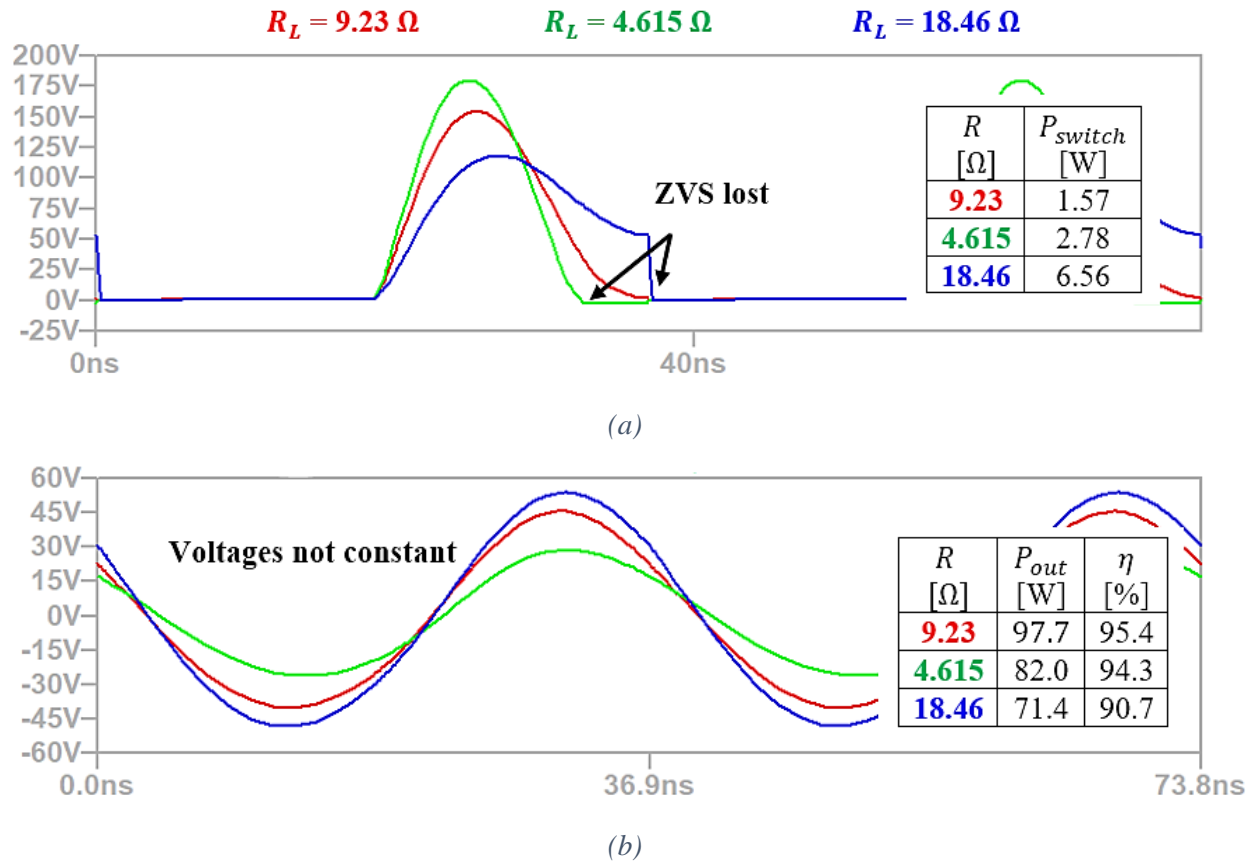 R_L = 9.23 Ω R_L = 4.615 Ω R_L = 18.46 Ω
200V
175V
150V
125V
100V
75V
50V
25V
0V
-25V
0ns 40ns
ZVS lost
R P_switch
[Ω] [W]
9.23 1.57
4.615 2.78
18.46 6.56
(a)
60V
45V
30V
15V
0V
-15V
-30V
-45V
-60V
0.0ns 36.9ns 73.8ns
Voltages not constant
R P_out η
[Ω] [W] [%]
9.23 97.7 95.4
4.615 82.0 94.3
18.46 71.4 90.7
(b)